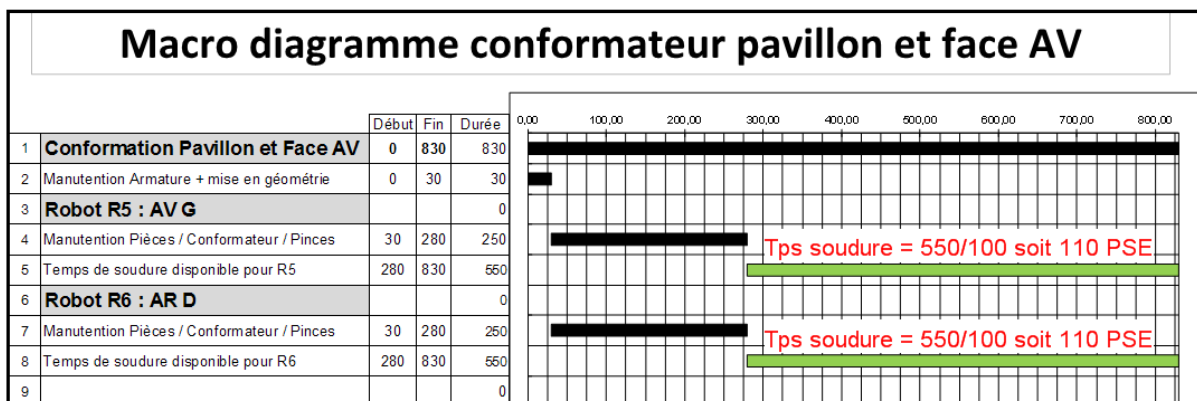 Macro diagramme conformateur pavillon et face AV
Début Fin Durée
0,00 100,00 200,00 300,00 400,00 500,00 600,00 700,00 800,00
1 Conformation Pavillon et Face AV 0 830 830
2 Manutention Armature + mise en géométrie 0 30 30
3 Robot R5 : AV G 0
4 Manutention Pièces / Conformateur / Pinces 30 280 250
Tps soudure = 550/100 soit 110 PSE
5 Temps de soudure disponible pour R5 280 830 550
6 Robot R6 : AR D 0
7 Manutention Pièces / Conformateur / Pinces 30 280 250
Tps soudure = 550/100 soit 110 PSE
8 Temps de soudure disponible pour R6 280 830 550
9 0